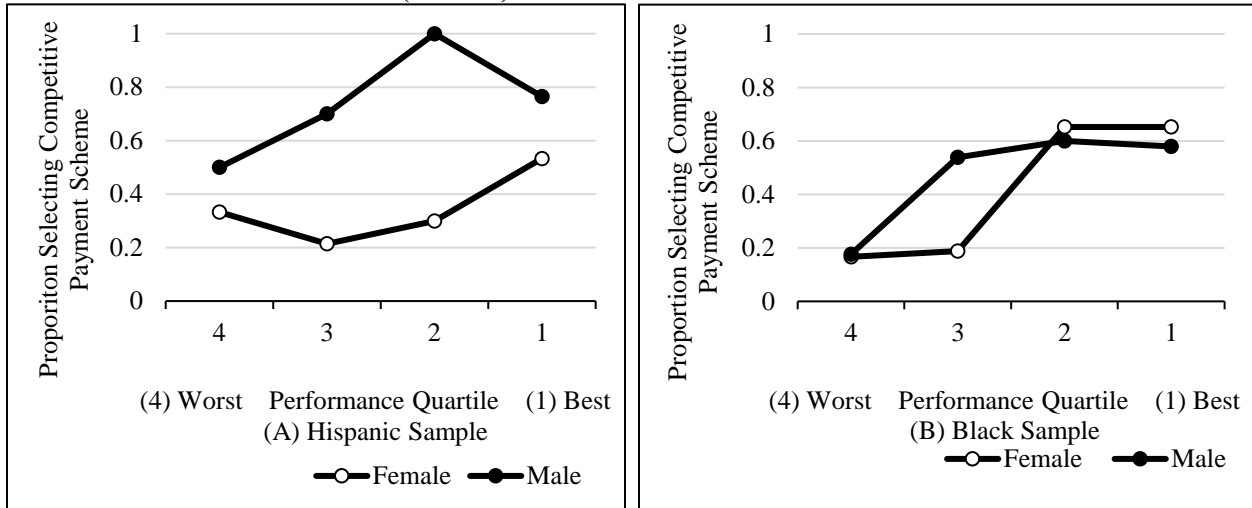 Proporiton Selecting Competitive
Payment Scheme
1
0.8
0.6
0.4
0.2
0
4 3 2 1
(4) Worst Performance Quartile (1) Best
(A) Hispanic Sample
Female Male
Proportion Selecting Competitive
Payment Scheme
1
0.8
0.6
0.4
0.2
0
4 3 2 1
(4) Worst Performance Quartile (1) Best
(B) Black Sample
Female Male